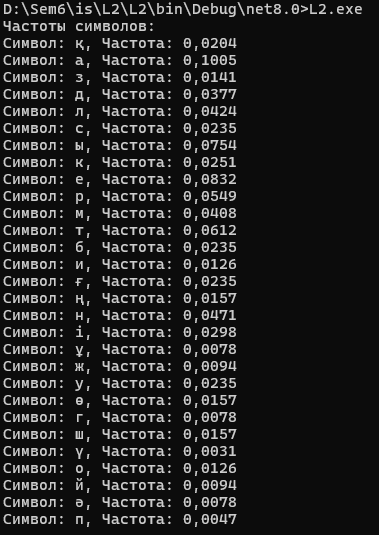 D:\Sem6\is\L2\L2\bin\Debug\net8.0>L2.exe
Частоты символов:
Символ: қ, Частота: 0,0204
Символ: а, Частота: 0,1005
Символ: з, Частота: 0,0141
Символ: д, Частота: 0,0377
Символ: л, Частота: 0,0424
Символ: с, Частота: 0,0235
Символ: ы, Частота: 0,0754
Символ: к, Частота: 0,0251
Символ: е, Частота: 0,0832
Символ: р, Частота: 0,0549
Символ: м, Частота: 0,0408
Символ: т, Частота: 0,0612
Символ: б, Частота: 0,0235
Символ: и, Частота: 0,0126
Символ: ғ, Частота: 0,0235
Символ: ң, Частота: 0,0157
Символ: н, Частота: 0,0471
Символ: і, Частота: 0,0298
Символ: ұ, Частота: 0,0078
Символ: ж, Частота: 0,0094
Символ: у, Частота: 0,0235
Символ: ө, Частота: 0,0157
Символ: г, Частота: 0,0078
Символ: ш, Частота: 0,0157
Символ: ү, Частота: 0,0031
Символ: о, Частота: 0,0126
Символ: й, Частота: 0,0094
Символ: ә, Частота: 0,0078
Символ: п, Частота: 0,0047